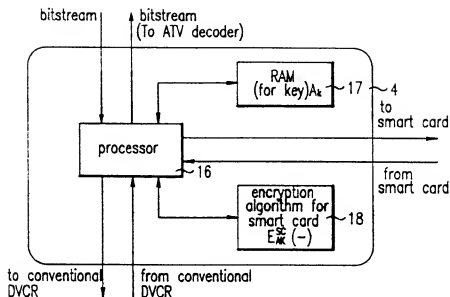 bitstream
bitstream
(To ATV decoder)
RAM
(for key)Ak
17
4
to
smart card
processor
16
from
smart card
encryption
algorithm for
smart card
E^SC_AK (-)
18
to conventional
DVCR
from conventional
DVCR